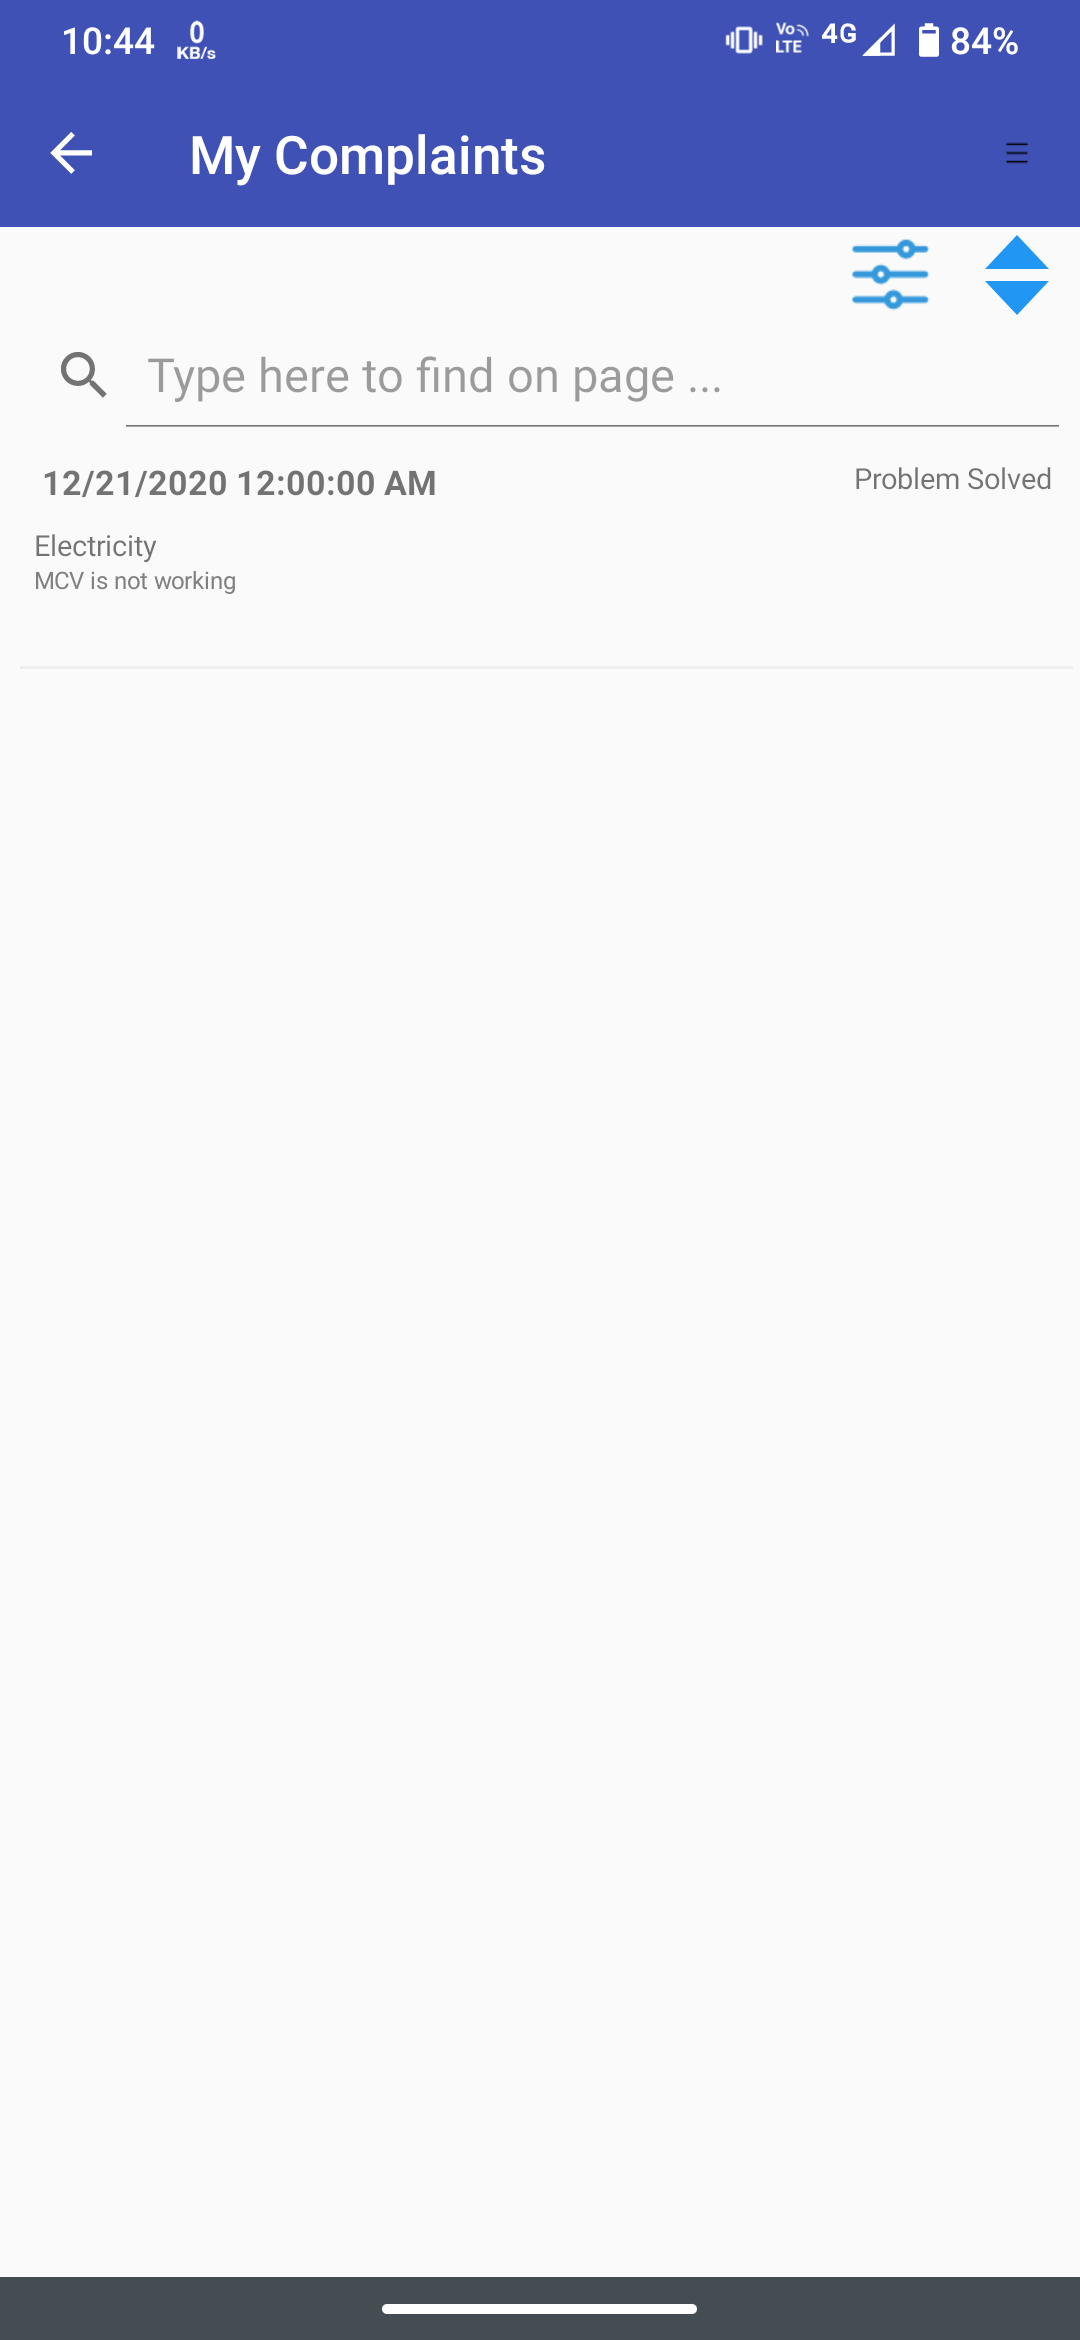 10:44 0 KB/s Vo LTE 4G 84%
My Complaints
Type here to find on page ...
12/21/2020 12:00:00 AM Problem Solved
Electricity
MCV is not working